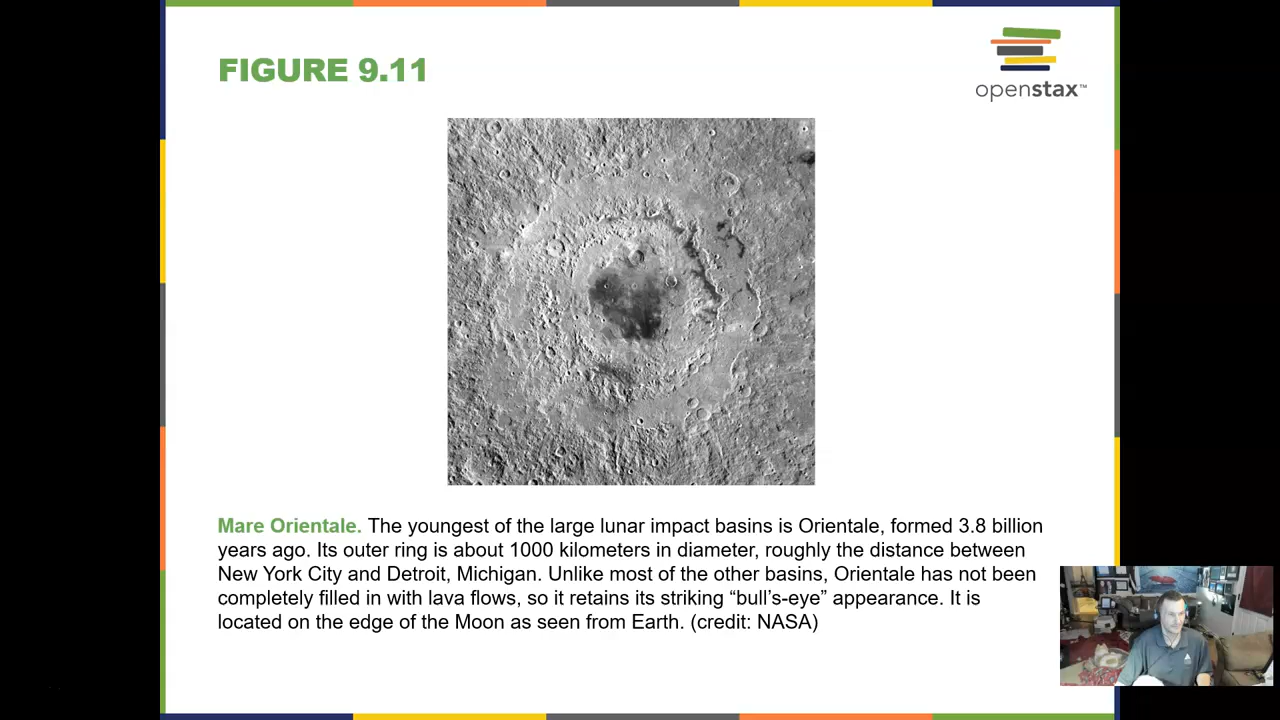 FIGURE 9.11
openstax™
Mare Orientale. The youngest of the large lunar impact basins is Orientale, formed 3.8 billion
years ago. Its outer ring is about 1000 kilometers in diameter, roughly the distance between
New York City and Detroit, Michigan. Unlike most of the other basins, Orientale has not been
completely filled in with lava flows, so it retains its striking “bull’s-eye” appearance. It is
located on the edge of the Moon as seen from Earth. (credit: NASA)